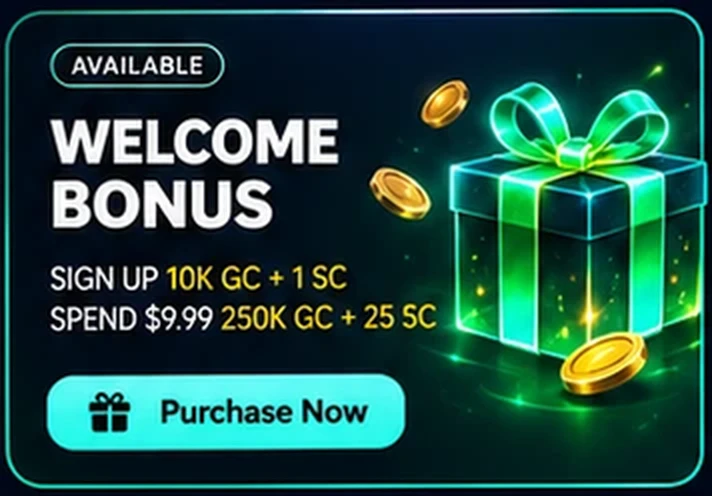 AVAILABLE
WELCOME
BONUS
SIGN UP 10K GC + 1 SC
SPEND $9.99 250K GC + 25 SC
Purchase Now